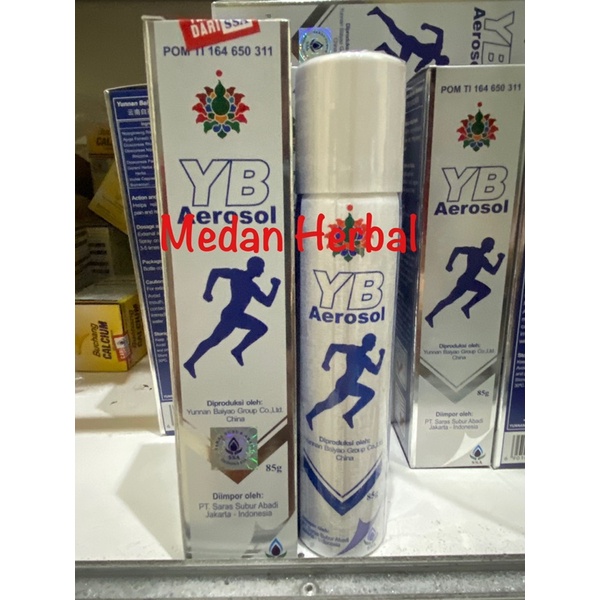 DARI SSA
POM TI 164 650 311
YB
Aerosol
Diproduksi oleh:
Yunnan Baiyao Group Co.,Ltd.
China
SSA
85g
Diimpor oleh:
PT. Saras Subur Abadi
Jakarta - Indonesia
Medan Herbal
YB
Aerosol
Diproduksi oleh:
Yunnan Baiyao Group Co.,Ltd.
China
85g
YB
Aerosol
POM TI 164 650 311
YB
Aerosol
Diproduksi oleh:
Yunnan Baiyao Group Co.,Ltd.
China
85g
Diimpor oleh:
PT. Saras Subur Abadi
Jakarta - Indonesia
SSA
Buchang
CALCIUM